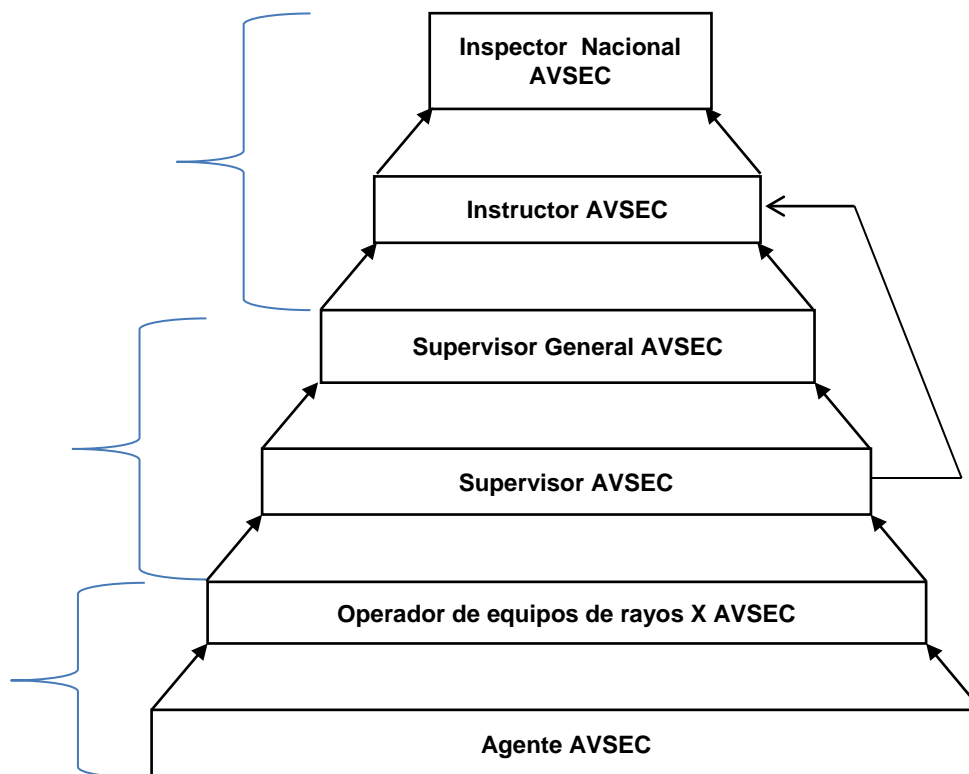 Inspector Nacional
AVSEC
Instructor AVSEC
Supervisor General AVSEC
Supervisor AVSEC
Operador de equipos de rayos X AVSEC
Agente AVSEC